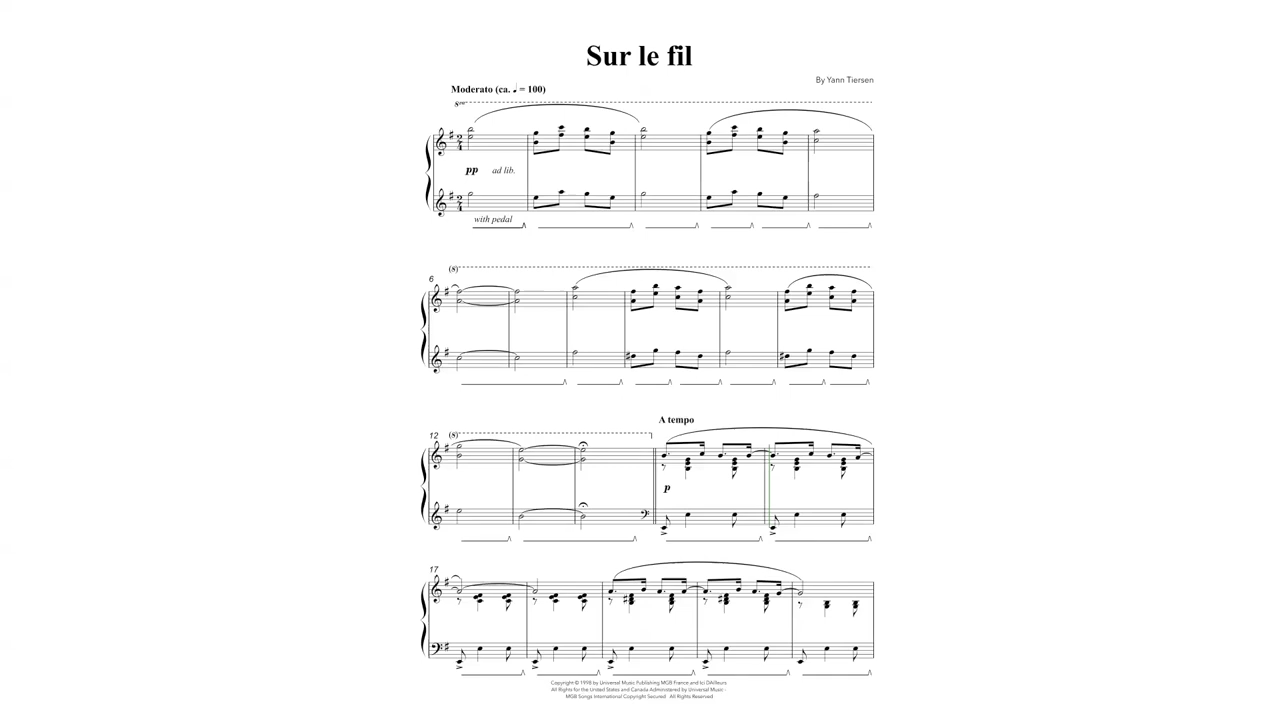 Sur le fil
By Yann Tiersen
Moderato (ca. ♩ = 100)
8va
pp ad lib.
with pedal
6
(8)
12
(8)
A tempo
p
17
Copyright © 1998 by Universal Music Publishing MGB France and Ici DAilleurs
All Rights for the United States and Canada Administered by Universal Music -
MGB Songs International Copyright Secured All Rights Reserved